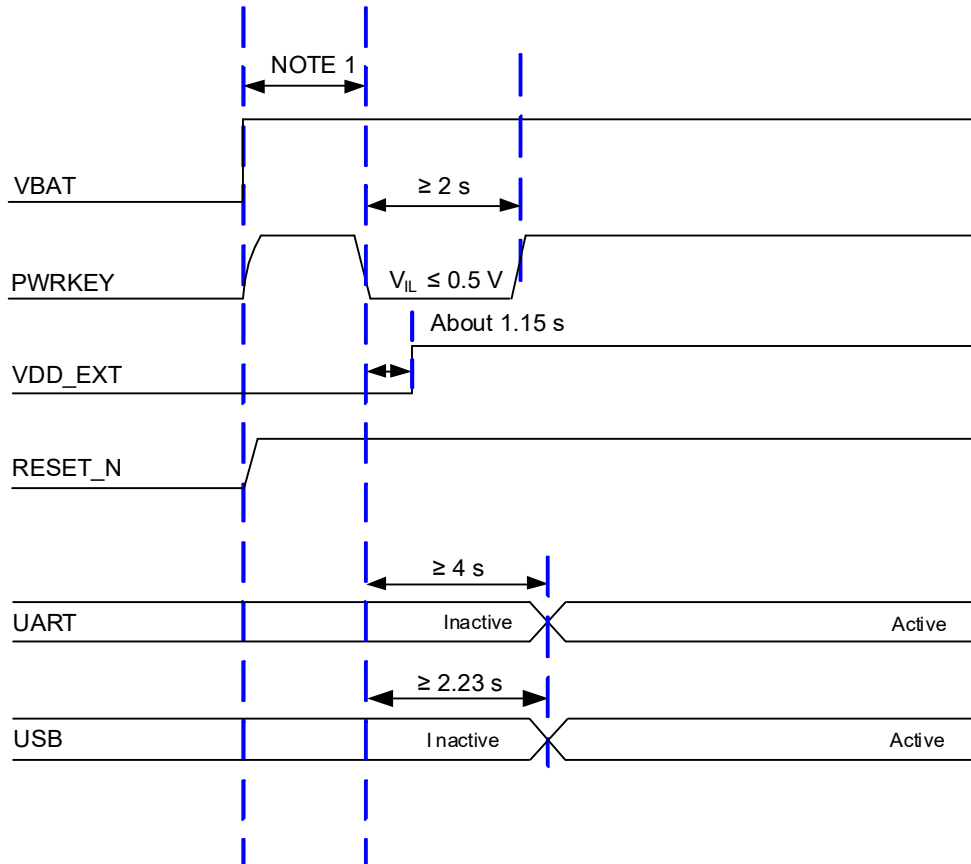 NOTE 1
VBAT
≥ 2 s
PWRKEY
VIL ≤ 0.5 V
About 1.15 s
VDD_EXT
RESET_N
≥ 4 s
UART
Inactive
Active
≥ 2.23 s
USB
Inactive
Active